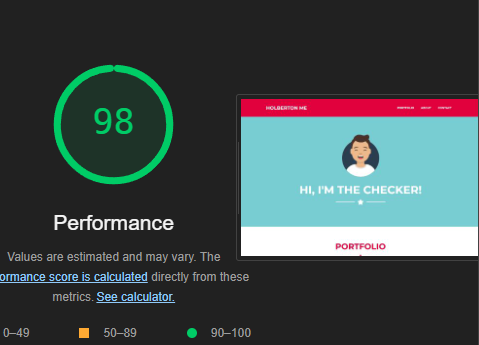 98
Performance
Values are estimated and may vary. The
ormance score is calculated directly from these
metrics. See calculator.
0–49
50–89
90–100
HOLBERTON ME
PORTFOLIO
ABOUT
CONTACT
HI, I'M THE CHECKER!
PORTFOLIO